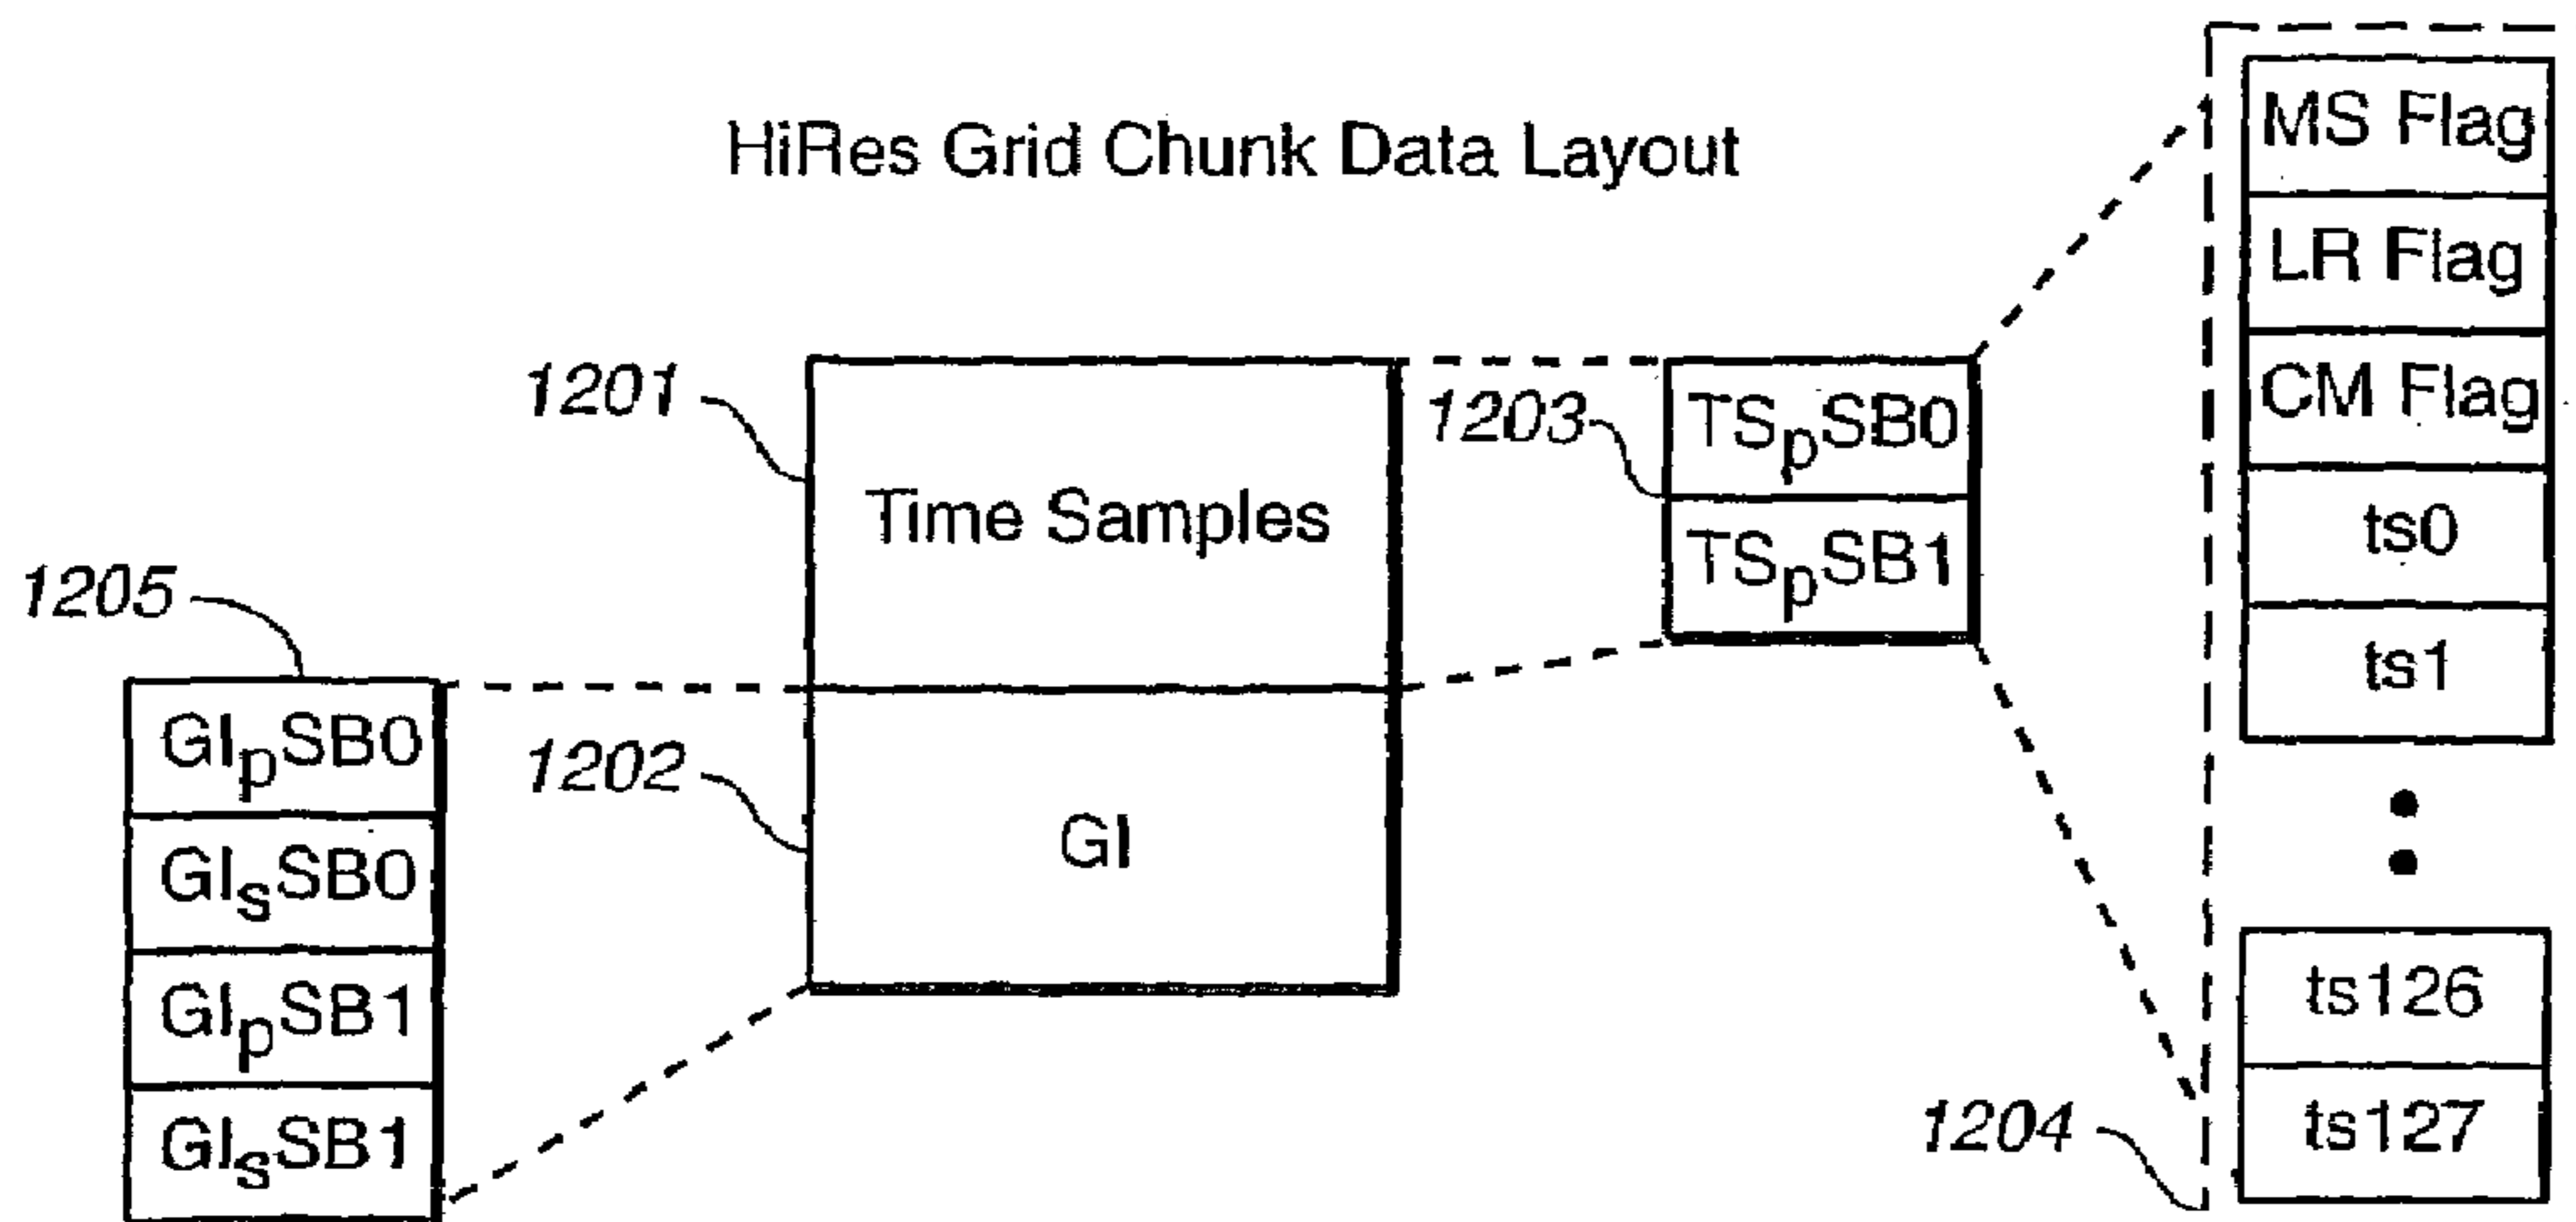 HiRes Grid Chunk Data Layout
1205
GIpSB0
GIsSB0
GIpSB1
GIsSB1
1201
Time Samples
1202
GI
1203
TSpSB0
TSpSB1
MS Flag
LR Flag
CM Flag
ts0
ts1
ts126
ts127
1204